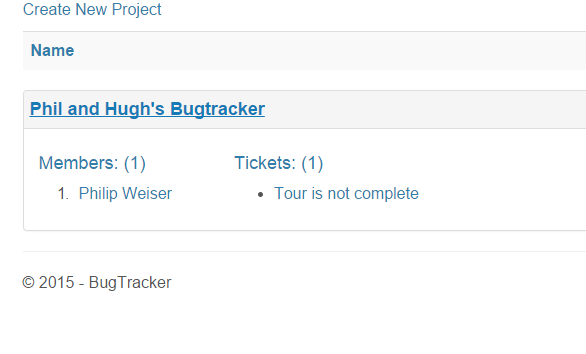 Create New Project
Name
Phil and Hugh's Bugtracker
Members: (1) Tickets: (1)
1. Philip Weiser • Tour is not complete
© 2015 - BugTracker